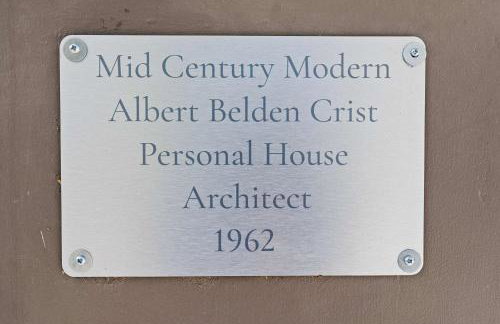 Mid Century Modern
Albert Belden Crist
Personal House
Architect
1962